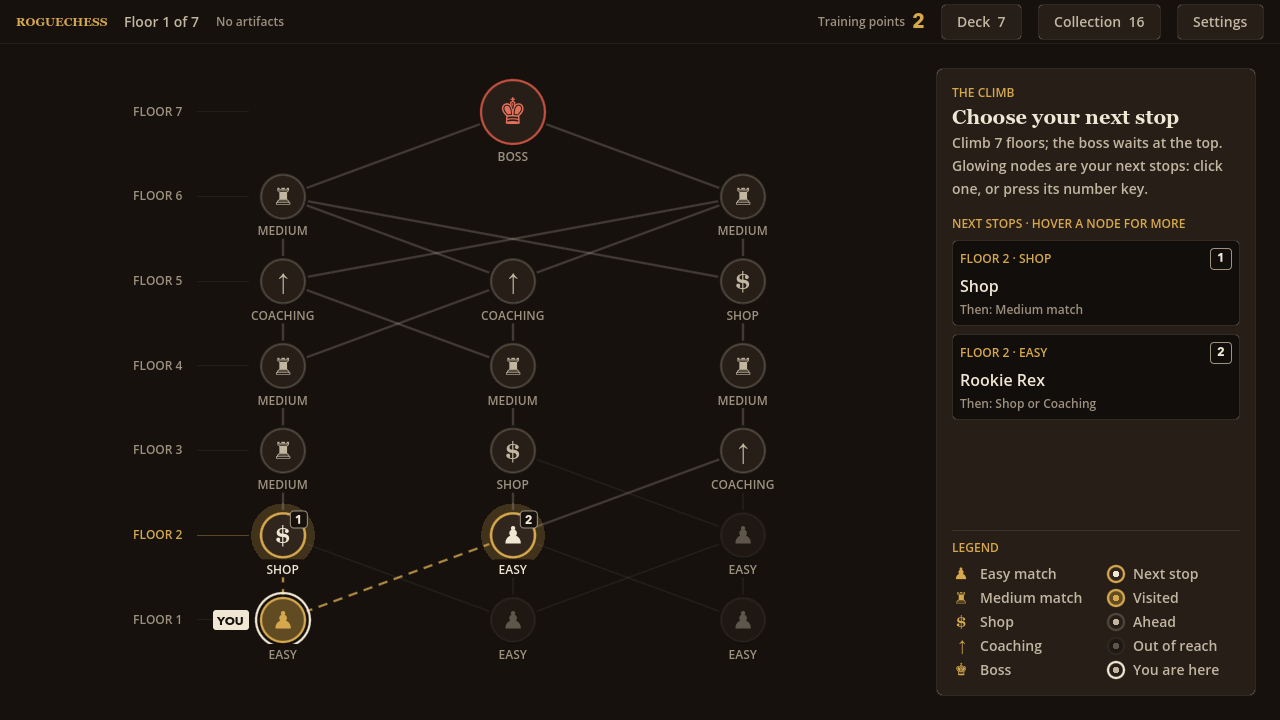 ROGUECHESS Floor 1 of 7 No artifacts Training points 2 Deck 7 Collection 16 Settings
FLOOR 7
BOSS
FLOOR 6
MEDIUM MEDIUM
FLOOR 5 $
COACHING COACHING SHOP
FLOOR 4
MEDIUM MEDIUM MEDIUM
FLOOR 3 $
MEDIUM SHOP COACHING
FLOOR 2 $ 1 2
SHOP EASY EASY
FLOOR 1 YOU
EASY EASY EASY
THE CLIMB
Choose your next stop
Climb 7 floors; the boss waits at the top.
Glowing nodes are your next stops: click
one, or press its number key.
NEXT STOPS · HOVER A NODE FOR MORE
FLOOR 2 · SHOP 1
Shop
Then: Medium match
FLOOR 2 · EASY 2
Rookie Rex
Then: Shop or Coaching
LEGEND
Easy match Next stop
Medium match Visited
$ Shop Ahead
↑ Coaching Out of reach
Boss You are here